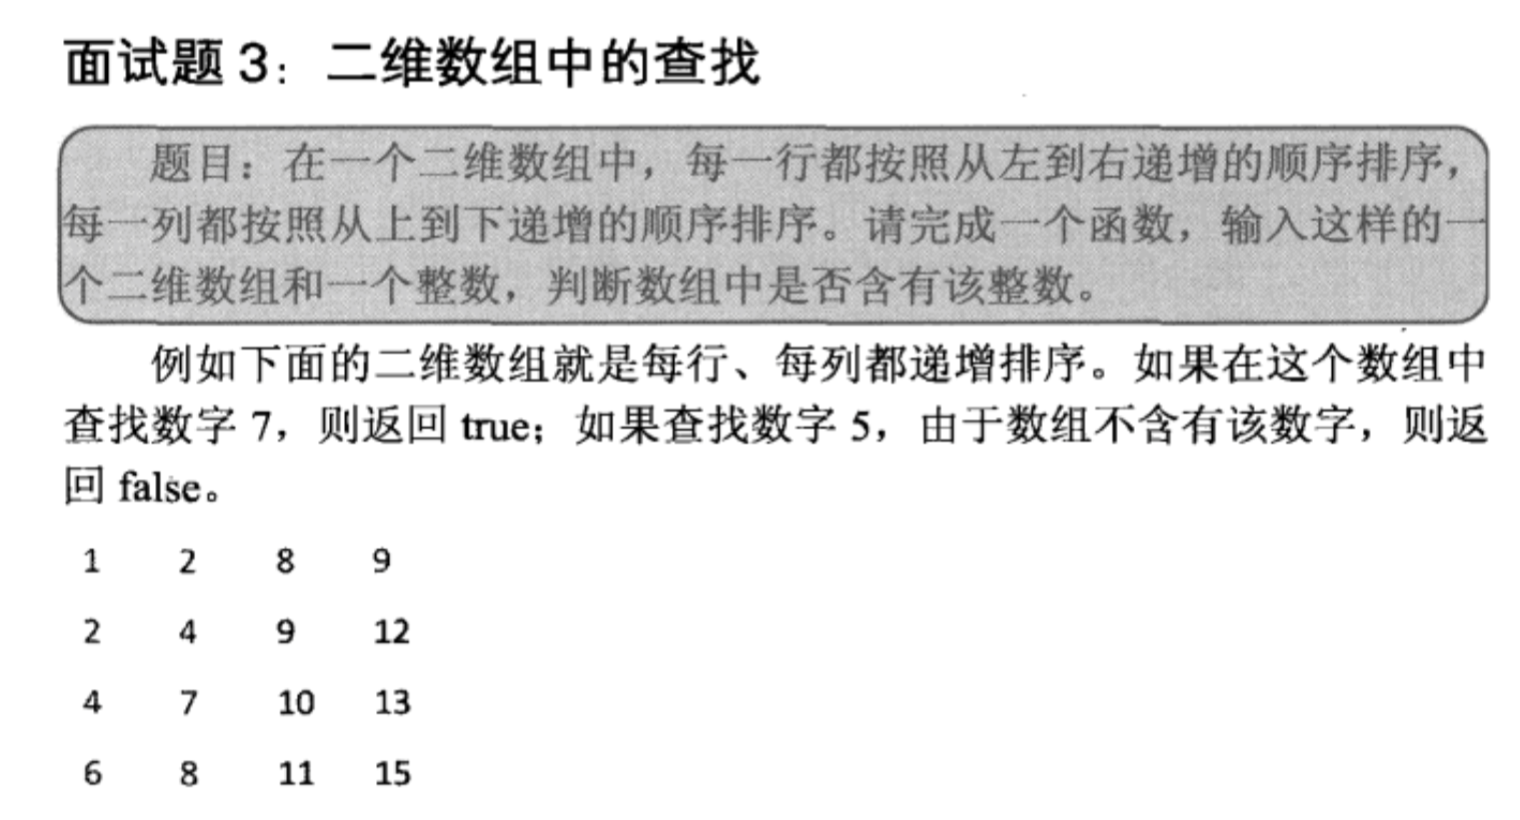 面试题 3：二维数组中的查找
题目：在一个二维数组中，每一行都按照从左到右递增的顺序排序，
每一列都按照从上到下递增的顺序排序。请完成一个函数，输入这样的一
个二维数组和一个整数，判断数组中是否含有该整数。
例如下面的二维数组就是每行、每列都递增排序。如果在这个数组中
查找数字 7，则返回 true；如果查找数字 5，由于数组不含有该数字，则返
回 false。
1 2 8 9
2 4 9 12
4 7 10 13
6 8 11 15